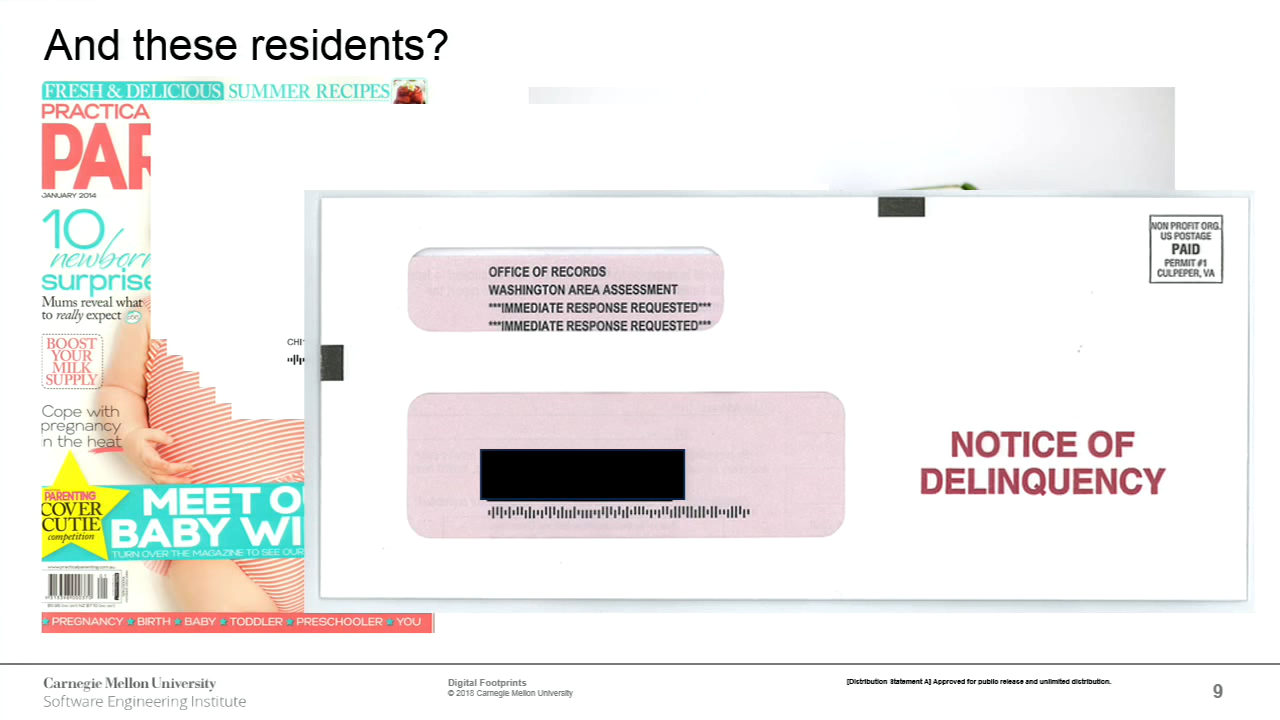 And these residents?
FRESH & DELICIOUS SUMMER RECIPES
PRACTICA
PAR
JANUARY 2014
10
newborn
surprise
Mums reveal what
to really expect
BOOST
YOUR
MILK
SUPPLY
Cope with
pregnancy
in the heat
PARENTING
COVER
CUTIE
competition
MEET O
BABY WI
TURN OVER THE MAGAZINE TO SEE OUR
www.practicalparenting.com.au
PREGNANCY ★ BIRTH ★ BABY ★ TODDLER ★ PRESCHOOLER ★ YOU
CHI
OFFICE OF RECORDS
WASHINGTON AREA ASSESSMENT
***IMMEDIATE RESPONSE REQUESTED***
***IMMEDIATE RESPONSE REQUESTED***
NON PROFIT ORG.
US POSTAGE
PAID
PERMIT #1
CULPEPER, VA
NOTICE OF
DELINQUENCY
Carnegie Mellon University
Software Engineering Institute
Digital Footprints
© 2018 Carnegie Mellon University
[Distribution Statement A] Approved for public release and unlimited distribution.
9